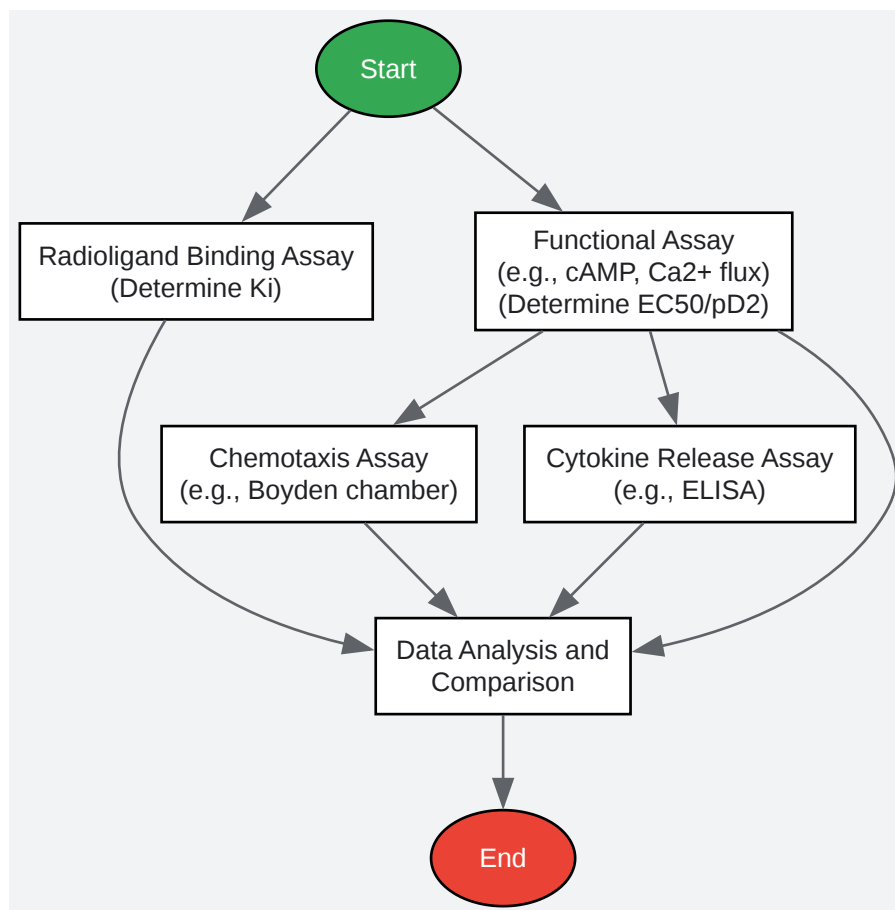 Start
Radioligand Binding Assay
(Determine Ki)
Functional Assay
(e.g., cAMP, Ca2+ flux)
(Determine EC50/pD2)
Chemotaxis Assay
(e.g., Boyden chamber)
Cytokine Release Assay
(e.g., ELISA)
Data Analysis and
Comparison
End